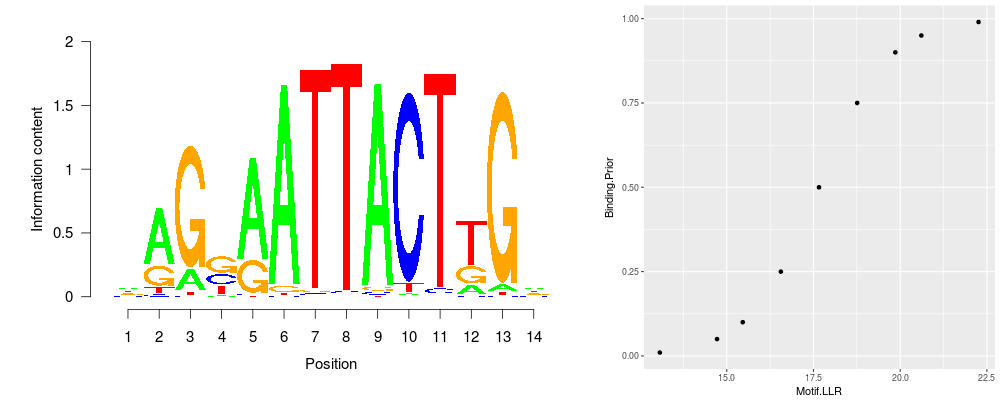 2
1.5
1
0.5
0
Information content
A G G A A T T A C T T G
G A C G G A
1 2 3 4 5 6 7 8 9 10 11 12 13 14
Position
1.00
0.75
0.50
0.25
0.00
Binding.Prior
15.0 17.5 20.0 22.5
Motif.LLR